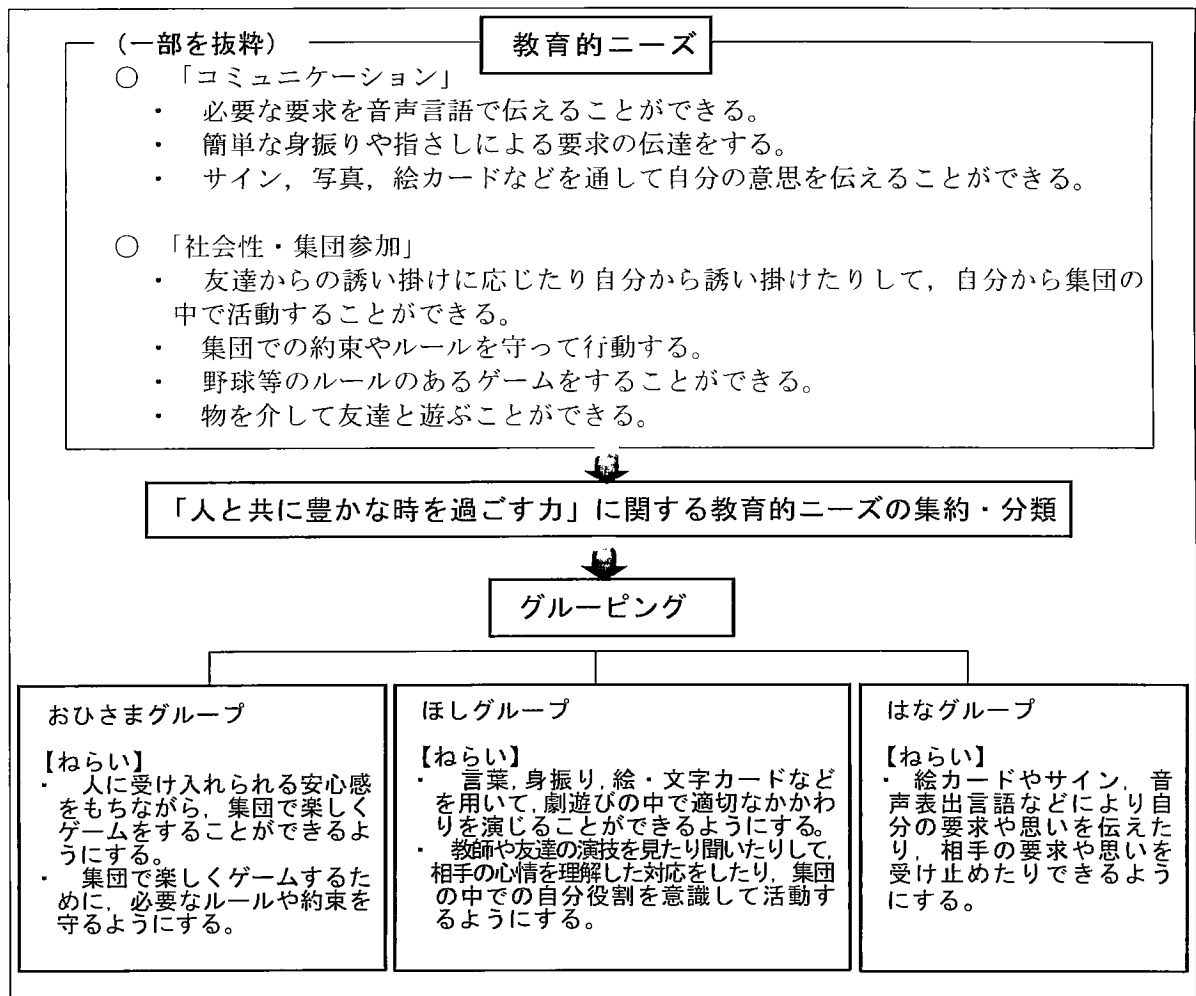 教育的ニーズ
(一部を抜粋)
○ 「コミュニケーション」
・ 必要な要求を音声言語で伝えることができる。
・ 簡単な身振りや指さしによる要求の伝達をする。
・ サイン，写真，絵カードなどを通して自分の意思を伝えることができる。
○ 「社会性・集団参加」
・ 友達からの誘い掛けに応じたり自分から誘い掛けたりして，自分から集団の
中で活動することができる。
・ 集団での約束やルールを守って行動する。
・ 野球等のルールのあるゲームをすることができる。
・ 物を介して友達と遊ぶことができる。
「人と共に豊かな時を過ごす力」に関する教育的ニーズの集約・分類
グルーピング
おひさまグループ
【ねらい】
・ 人に受け入れられる安心感
をもちながら，集団で楽しく
ゲームをすることができるよ
うにする。
・ 集団で楽しくゲームするた
めに，必要なルールや約束を
守るようにする。
ほしグループ
【ねらい】
・ 言葉，身振り，絵・文字カードなど
を用いて，劇遊びの中で適切なかかわ
りを演じることができるようにする。
・ 教師や友達の演技を見たり聞いたりして，
相手の心情を理解した対応をしたり，集団
の中での自分役割を意識して活動す
るようにする。
はなグループ
【ねらい】
・ 絵カードやサイン，音
声表出言語などにより自
分の要求や思いを伝えた
り，相手の要求や思いを
受け止めたりできるよう
にする。